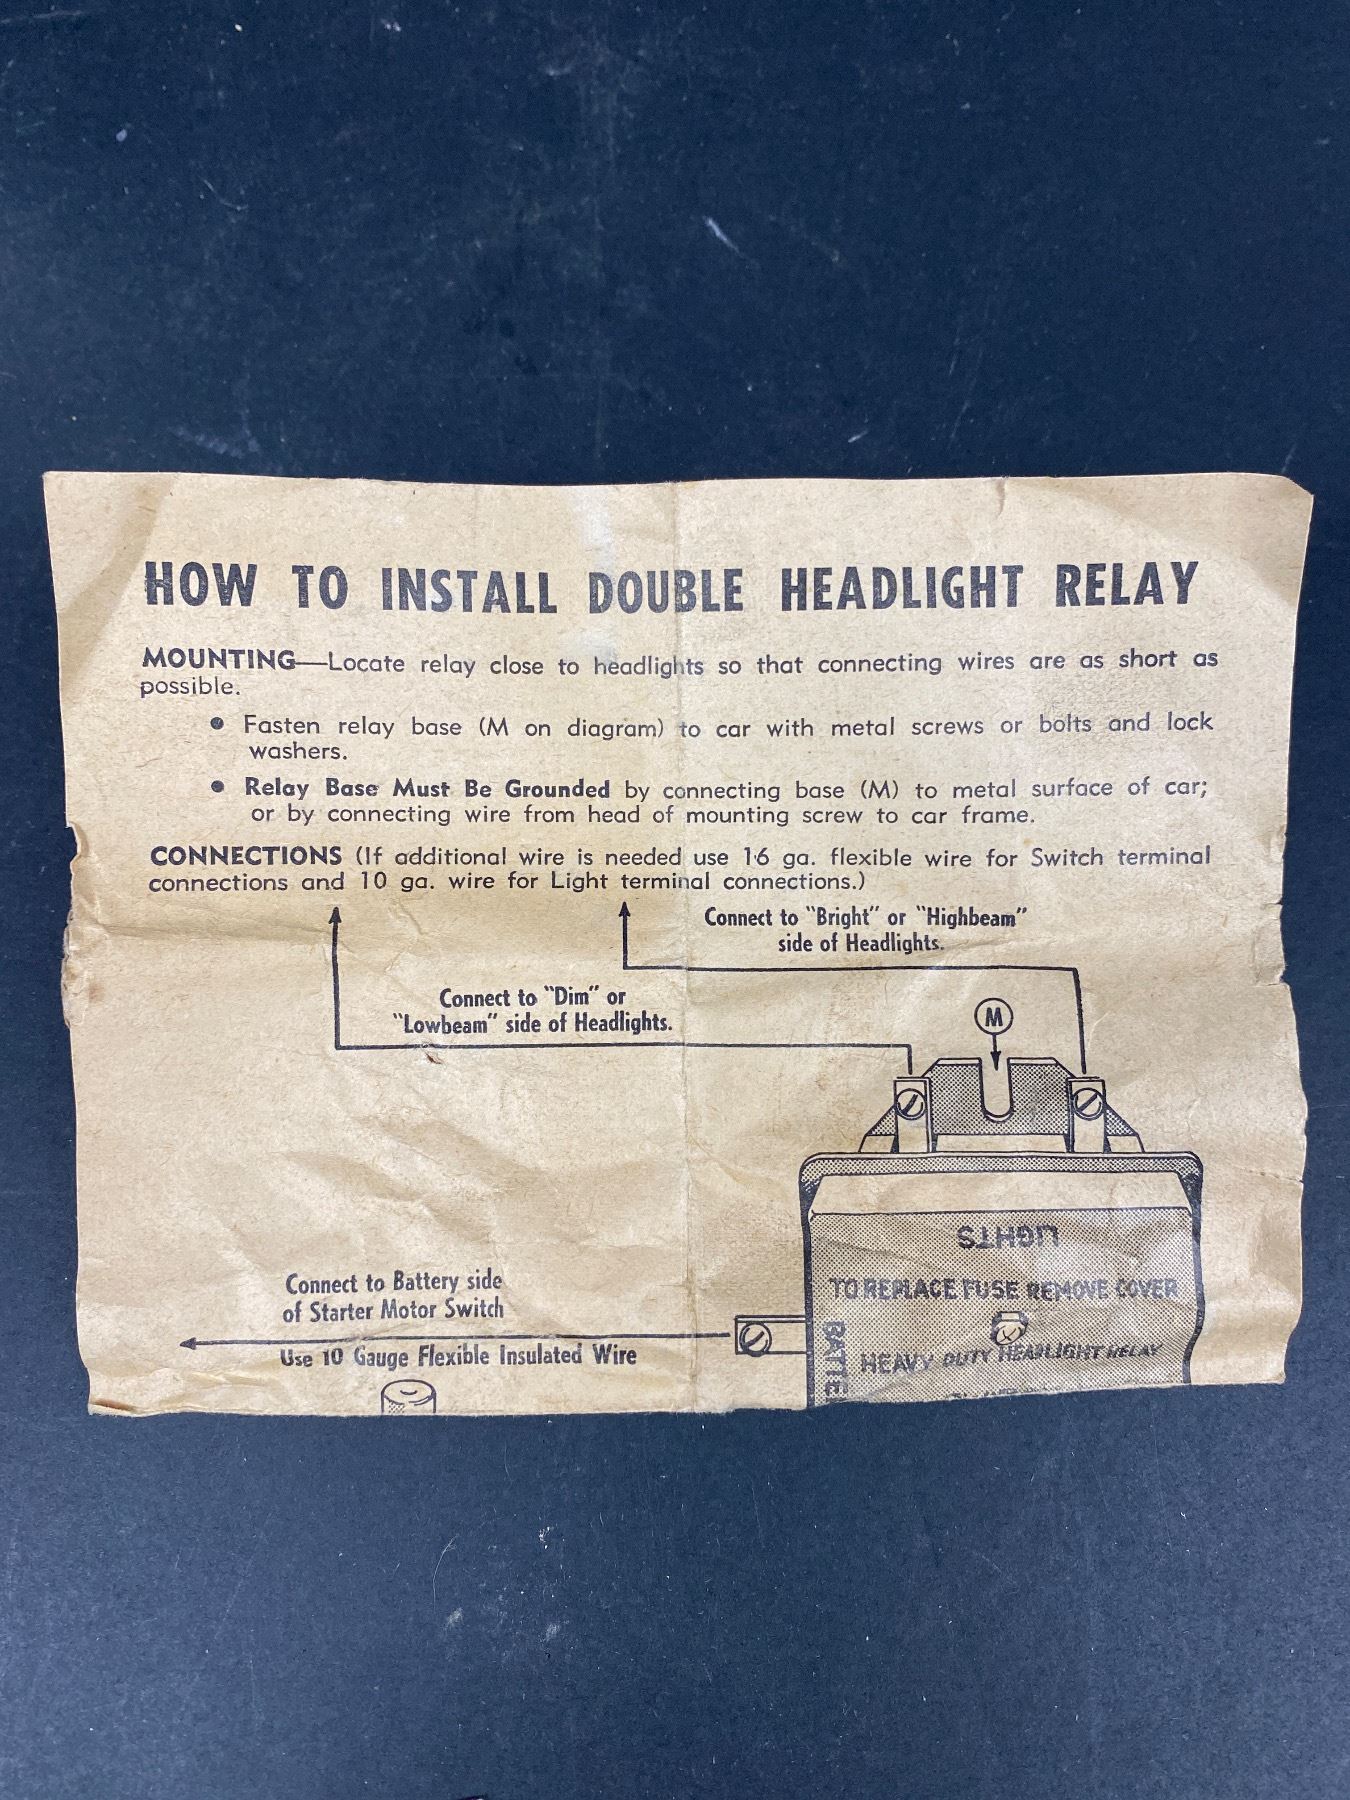 HOW TO INSTALL DOUBLE HEADLIGHT RELAY
MOUNTING—Locate relay close to headlights so that connecting wires are as short as
possible.
● Fasten relay base (M on diagram) to car with metal screws or bolts and lock
washers.
● Relay Base Must Be Grounded by connecting base (M) to metal surface of car;
or by connecting wire from head of mounting screw to car frame.
CONNECTIONS (If additional wire is needed use 16 ga. flexible wire for Switch terminal
connections and 10 ga. wire for Light terminal connections.)
Connect to "Bright" or "Highbeam"
side of Headlights.
Connect to "Dim" or
"Lowbeam" side of Headlights.
M
LIGHTS
TO REPLACE FUSE REMOVE COVER
HEAVY DUTY HEADLIGHT RELAY
Connect to Battery side
of Starter Motor Switch
Use 10 Gauge Flexible Insulated Wire